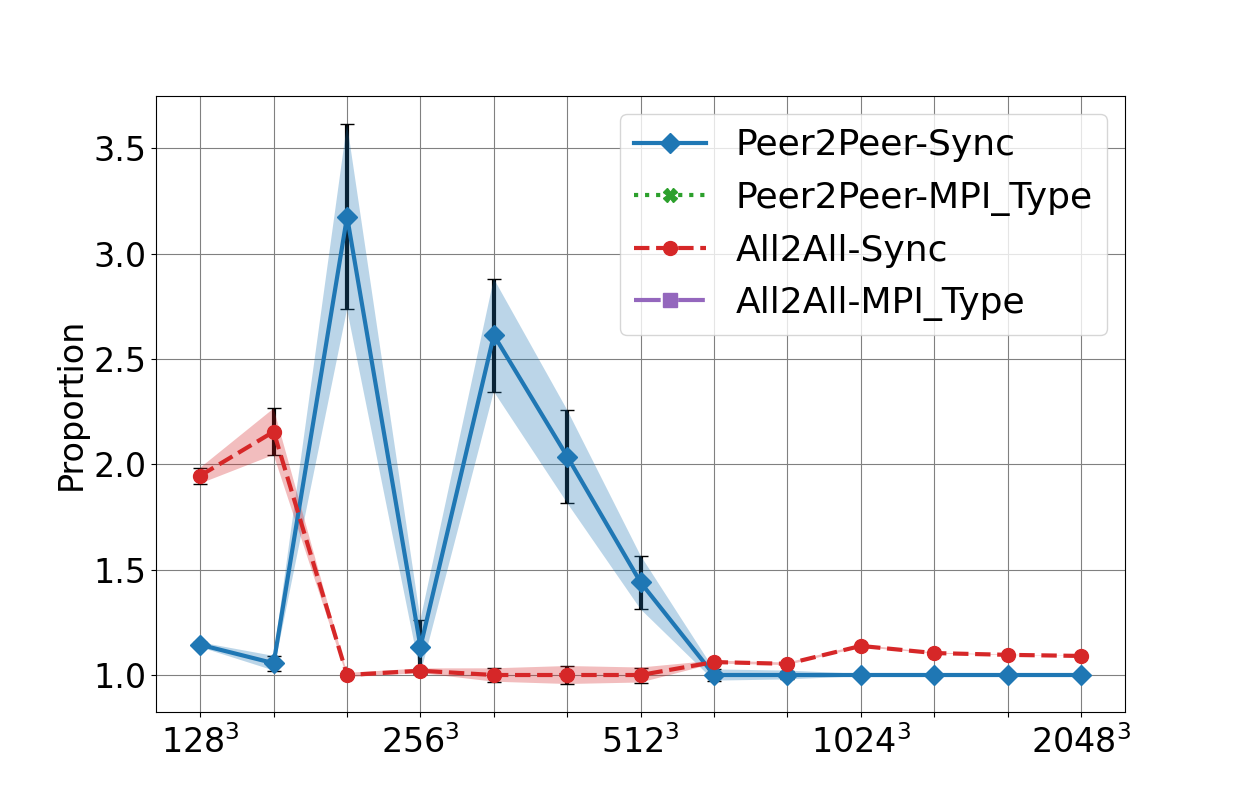 Peer2Peer-Sync
Peer2Peer-MPI_Type
All2All-Sync
All2All-MPI_Type
Proportion
3.5
3.0
2.5
2.0
1.5
1.0
128³ 256³ 512³ 1024³ 2048³